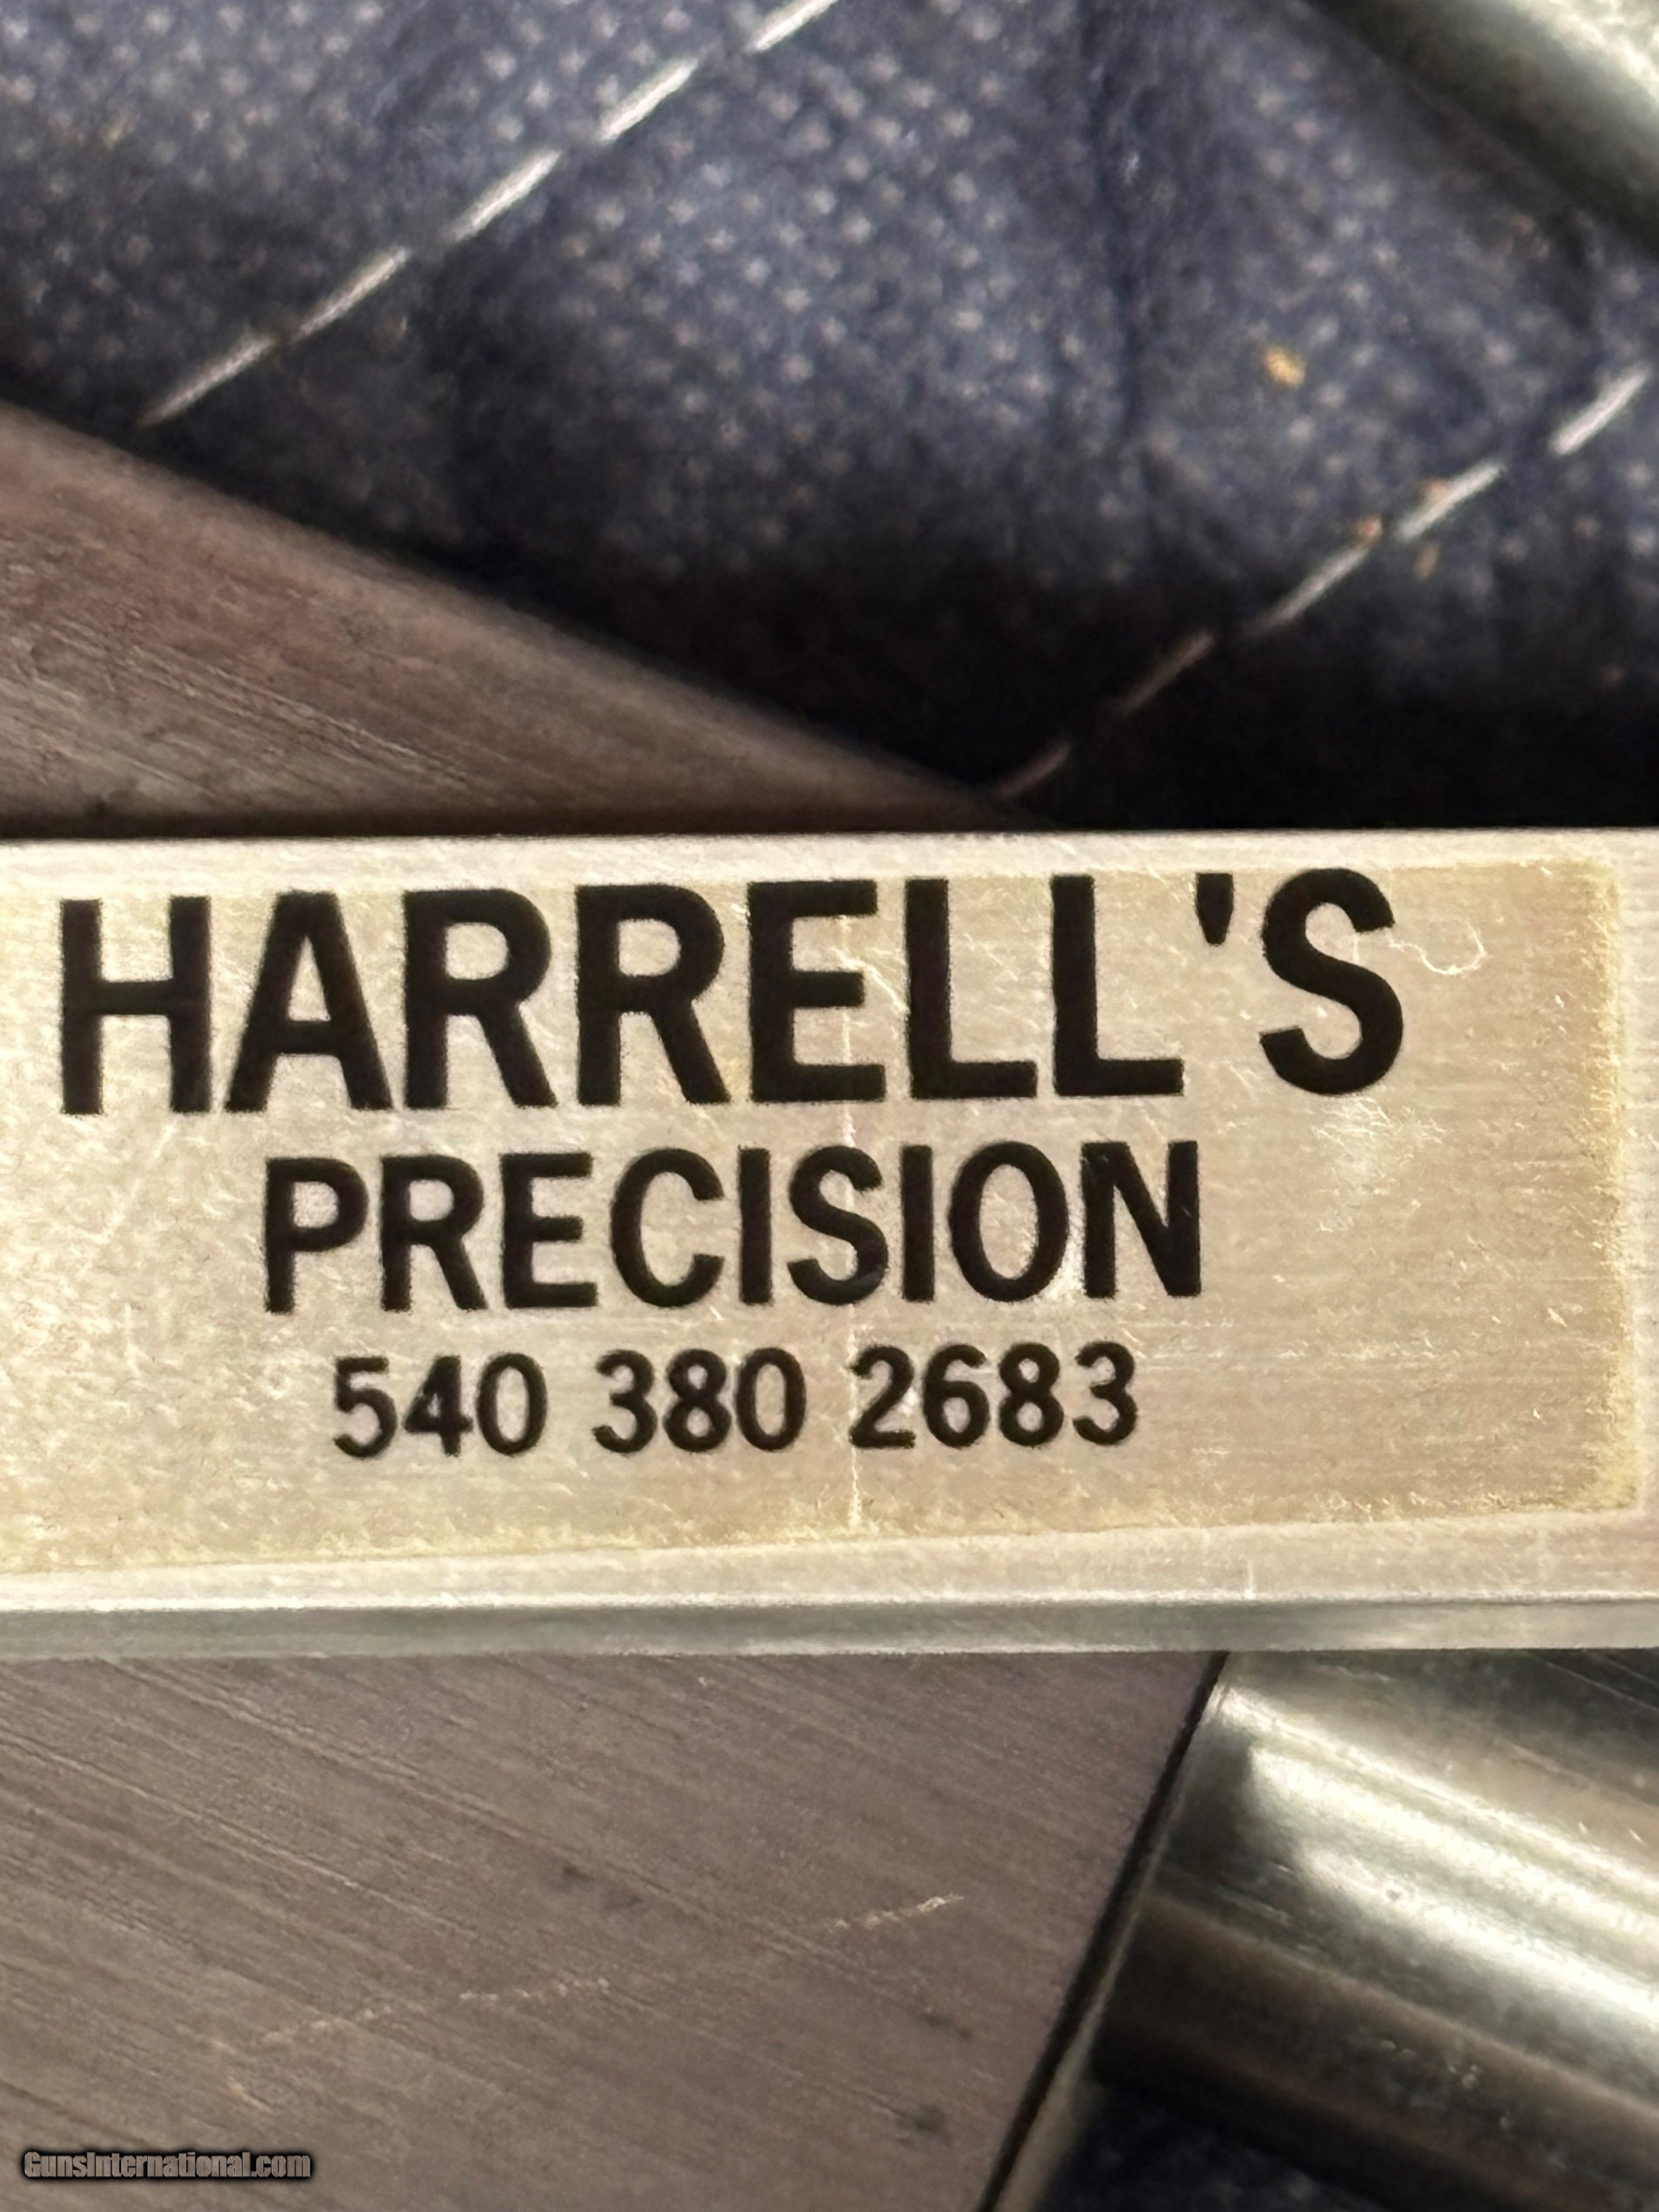 HARRELL'S
PRECISION
540 380 2683
GunsInternational.com